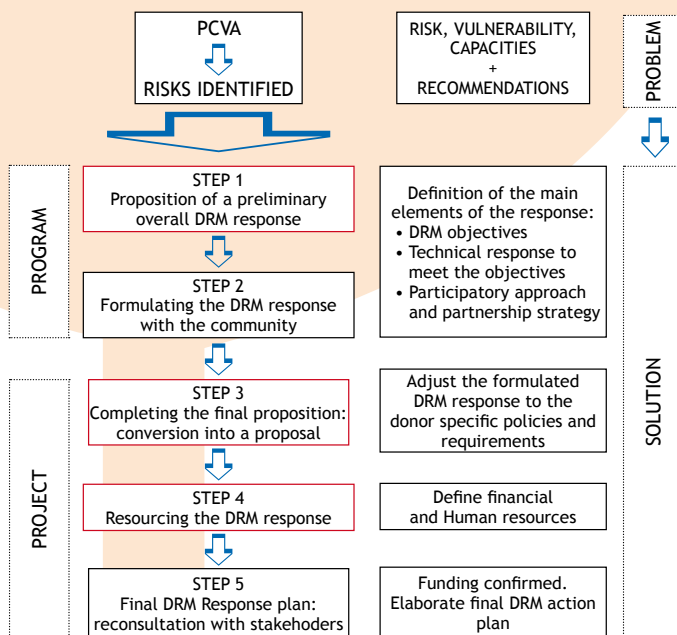 PCVA
RISKS IDENTIFIED
RISK, VULNERABILITY,
CAPACITIES
+
RECOMMENDATIONS
PROBLEM
PROGRAM
STEP 1
Proposition of a preliminary
overall DRM response
Definition of the main
elements of the response:
• DRM objectives
• Technical response to
meet the objectives
• Participatory approach
and partnership strategy
STEP 2
Formulating the DRM response
with the community
SOLUTION
PROJECT
STEP 3
Completing the final proposition:
conversion into a proposal
Adjust the formulated
DRM response to the
donor specific policies and
requirements
STEP 4
Resourcing the DRM response
Define financial
and Human resources
STEP 5
Final DRM Response plan:
reconsultation with stakehoders
Funding confirmed.
Elaborate final DRM action
plan